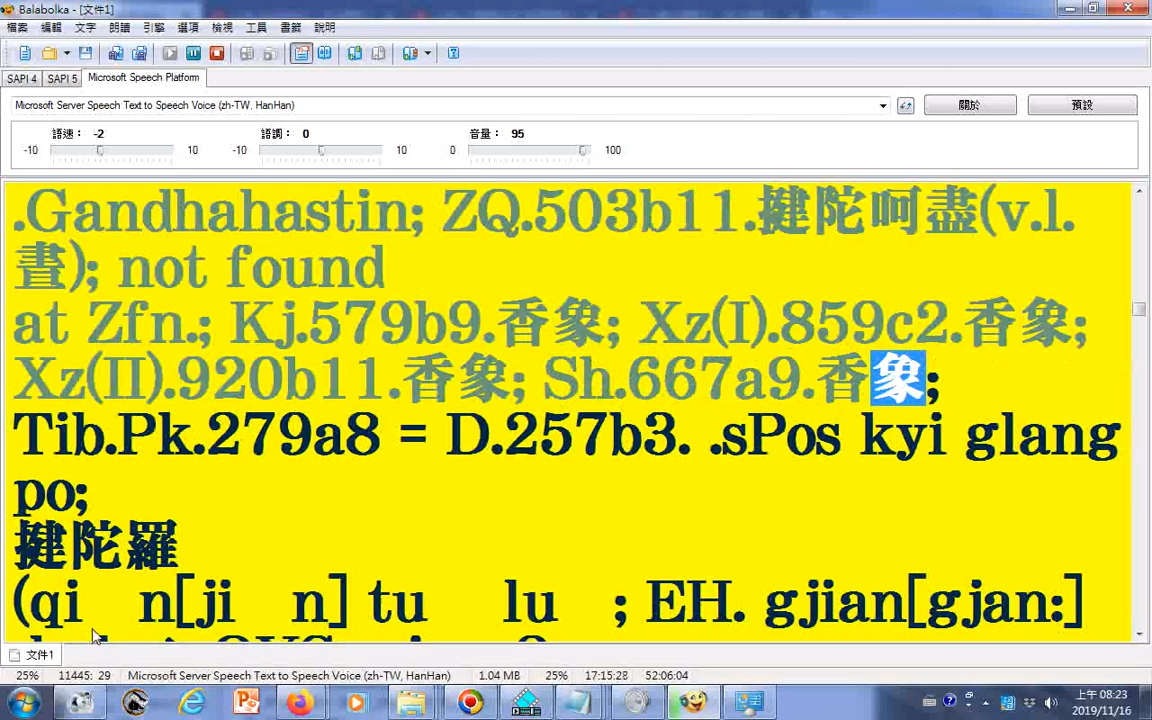 Balabolka - [文件1]
檔案 編輯 文字 朗讀 引擎 選項 檢視 工具 書籤 說明
SAPI 4 SAPI 5 Microsoft Speech Platform
Microsoft Server Speech Text to Speech Voice (zh-TW, HanHan) 關於 預設
語速： -2 語調： 0 音量： 95
-10 10 -10 10 0 100
.Gandhahastin; ZQ.503b11.揵陀呵盡(v.l.
晝); not found
at Zfn.; Kj.579b9.香象; Xz(I).859c2.香象;
Xz(II).920b11.香象; Sh.667a9.香象;
Tib.Pk.279a8 = D.257b3. .sPos kyi glang
po;
揵陀羅
(qi n[ji n] tu lu ; EH. gjian[gjan:]
文件1
25% 11445: 29 Microsoft Server Speech Text to Speech Voice (zh-TW, HanHan) 1.04 MB 25% 17:15:28 52:06:04
上午 08:23
2019/11/16